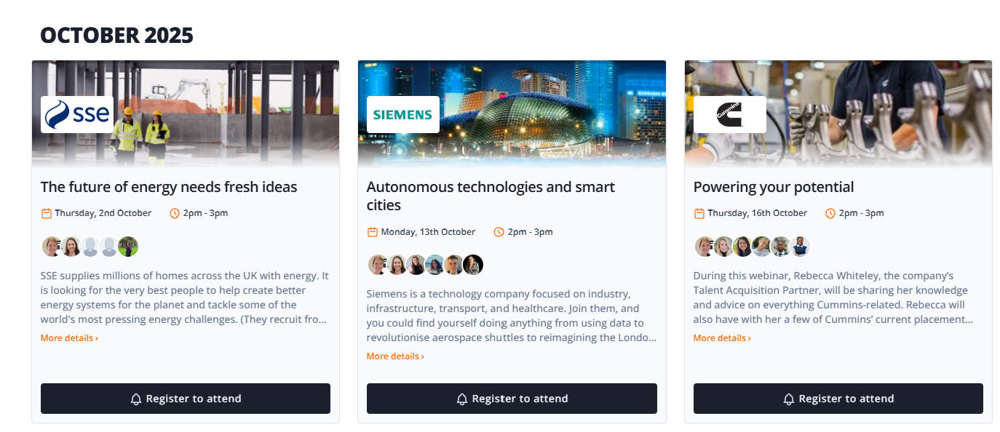 OCTOBER 2025
sse
The future of energy needs fresh ideas
Thursday, 2nd October 2pm - 3pm
SSE supplies millions of homes across the UK with energy. It
is looking for the very best people to help create better
energy systems for the planet and tackle some of the
world's most pressing energy challenges. (They recruit fro...
More details ›
Register to attend
SIEMENS
Autonomous technologies and smart
cities
Monday, 13th October 2pm - 3pm
Siemens is a technology company focused on industry,
infrastructure, transport, and healthcare. Join them, and
you could find yourself doing anything from using data to
revolutionise aerospace shuttles to reimagining the Londo...
More details ›
Register to attend
Cummins
Powering your potential
Thursday, 16th October 2pm - 3pm
During this webinar, Rebecca Whiteley, the company’s
Talent Acquisition Partner, will be sharing her knowledge
and advice on everything Cummins-related. Rebecca will
also have with her a few of Cummins’ current placement...
More details ›
Register to attend